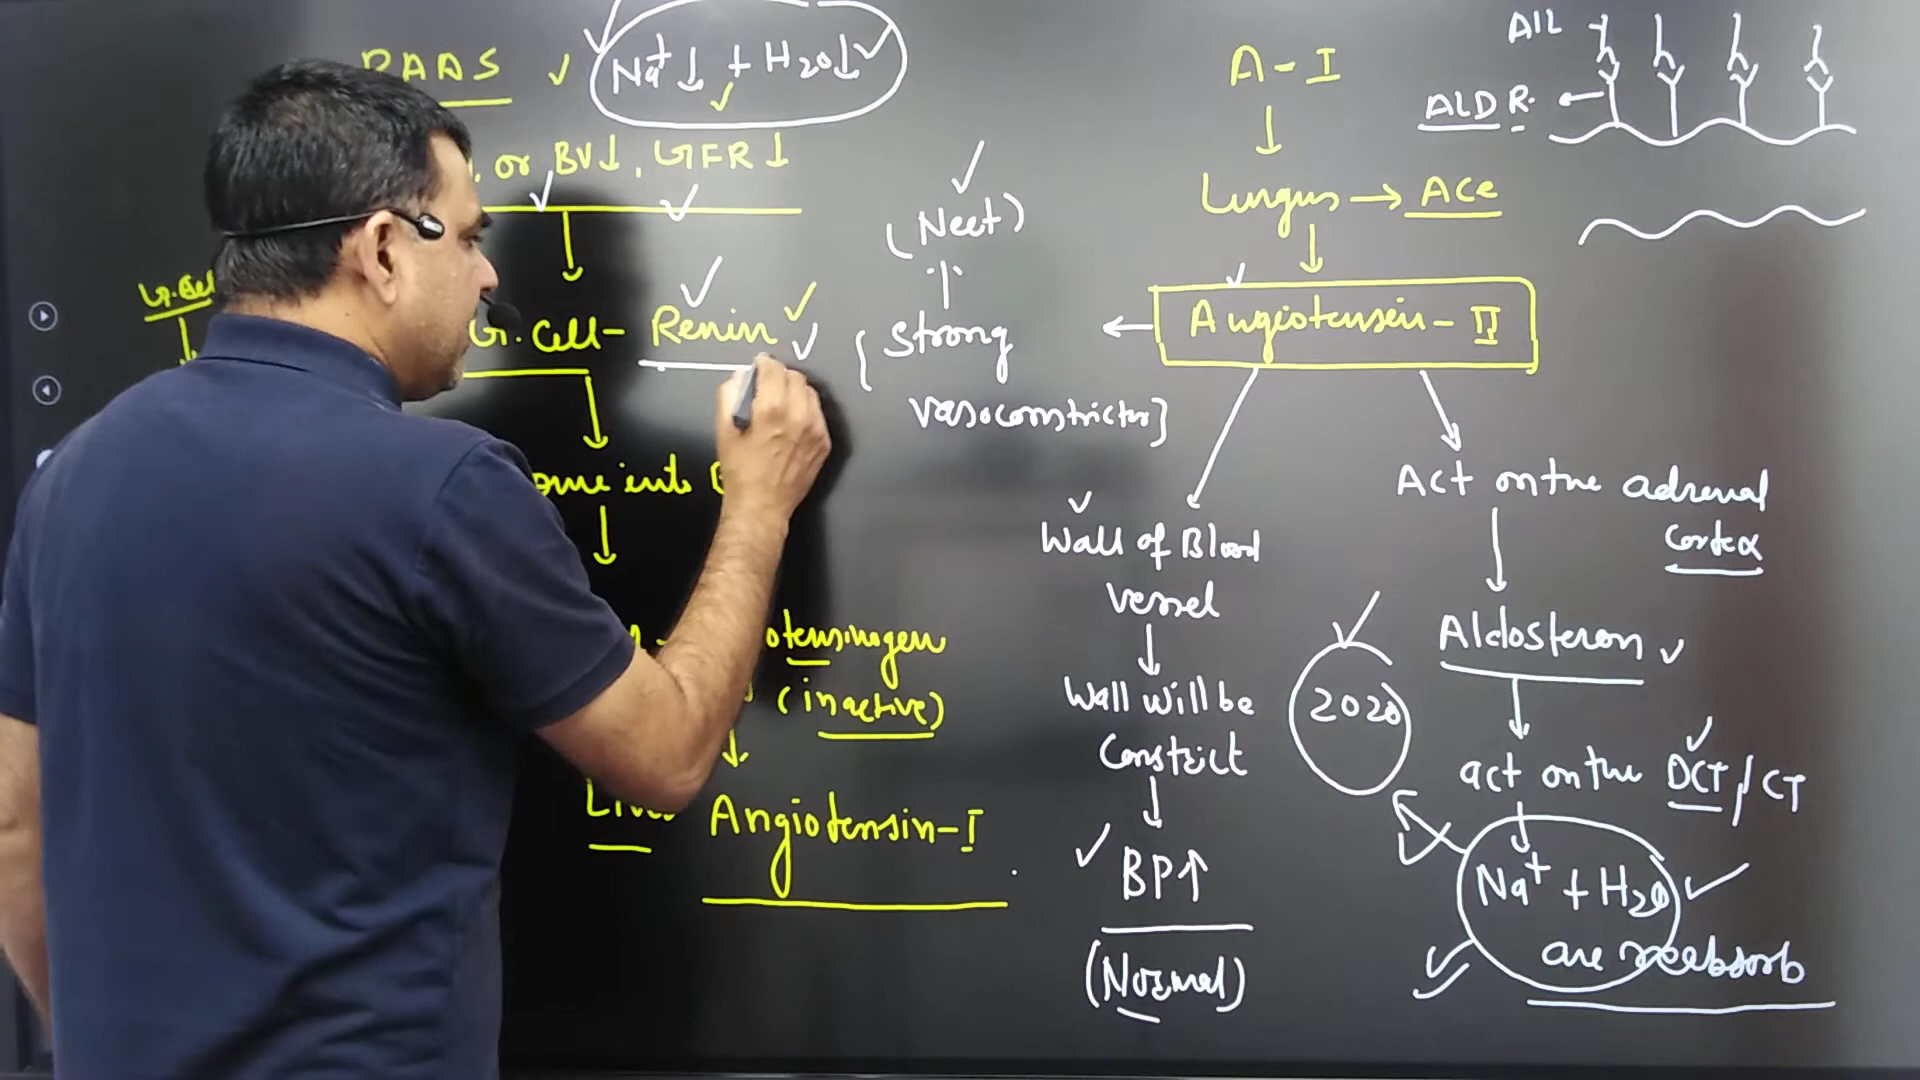 RAAS
Na+↓ + H2O↓
or BV↓, GFR↓
G. Cell - Renin
into
(inactive)
Angiotensin-I
(Neet)
↑
{ Strong
vasoconstrictor]
A - I
↓
Lungus → ACe
↓
← Angiotensin - II
Wall of Blood
vessel
↓
Wall will be
Constrict
↓
BP↑
(Normal)
Act on the adrenal
Cortex
↓
Aldosteron
↓
act on the DCT / CT
↓
Na+ + H2O
are reabsorb
2020
ALD R.